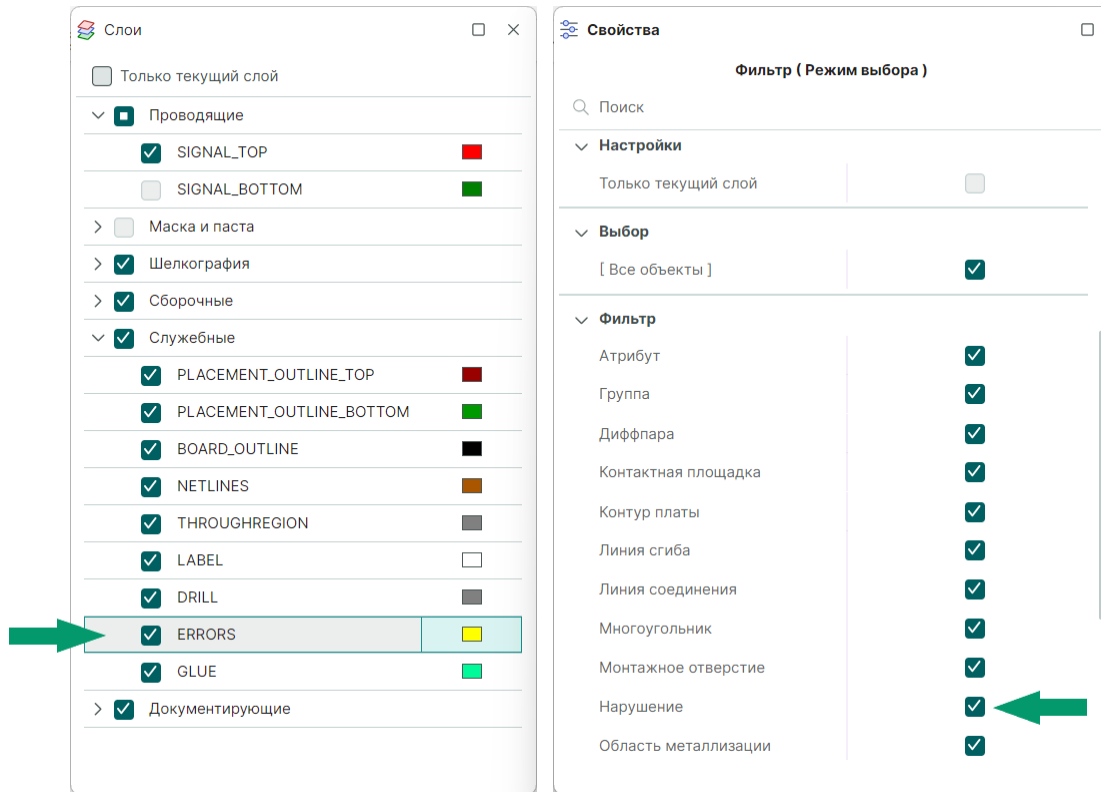 Слои
Только текущий слой
Проводящие
SIGNAL_TOP
SIGNAL_BOTTOM
Маска и паста
Шелкография
Сборочные
Служебные
PLACEMENT_OUTLINE_TOP
PLACEMENT_OUTLINE_BOTTOM
BOARD_OUTLINE
NETLINES
THROUGHREGION
LABEL
DRILL
ERRORS
GLUE
Документирующие
Свойства
Фильтр ( Режим выбора )
Поиск
Настройки
Только текущий слой
Выбор
[ Все объекты ]
Фильтр
Атрибут
Группа
Диффпара
Контактная площадка
Контур платы
Линия сгиба
Линия соединения
Многоугольник
Монтажное отверстие
Нарушение
Область металлизации